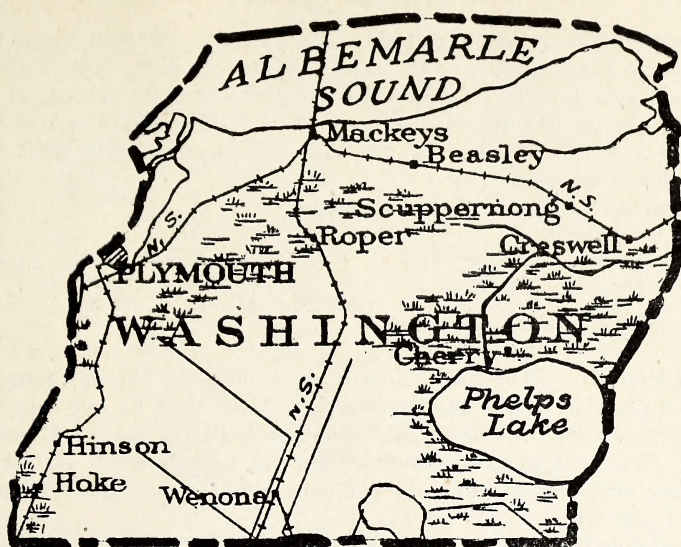 ALBEMARLE
SOUND
Mackeys
Beasley
N.S.
Scuppernong
N.S.
Roper
Creswell
PLYMOUTH
WASHINGTON
Cherry
N.S.
Phelps
Lake
Hinson
Hoke
Wenona